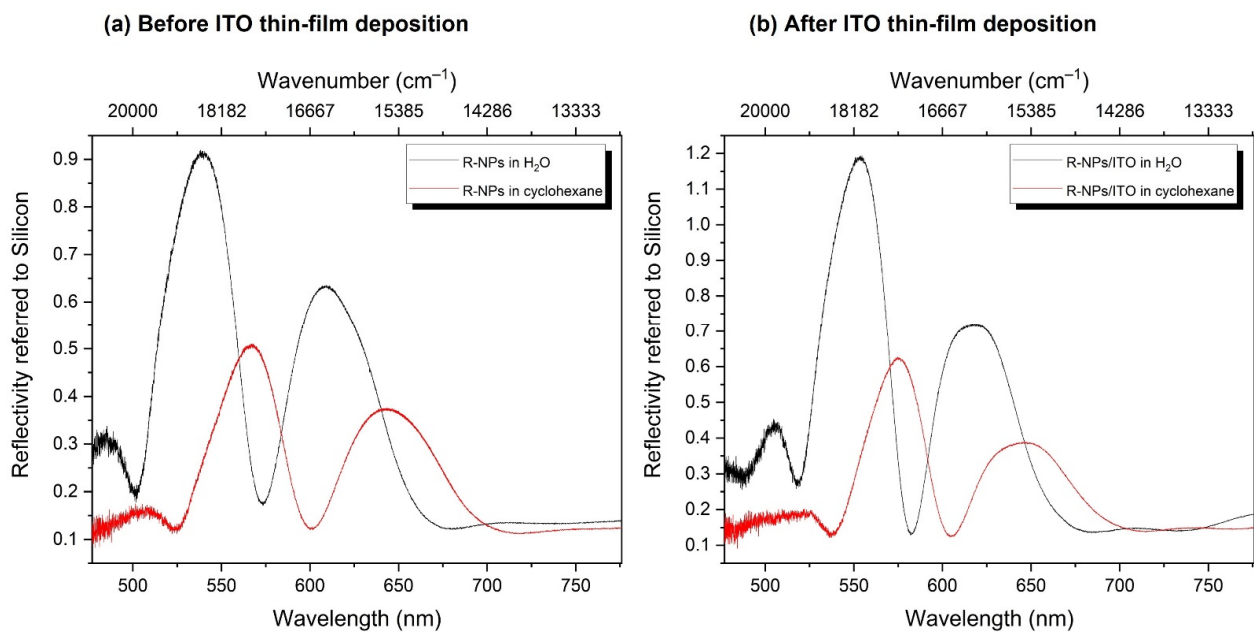 (a) Before ITO thin-film deposition
Wavenumber (cm⁻¹)
20000 18182 16667 15385 14286 13333
R-NPs in H₂O
R-NPs in cyclohexane
Reflectivity referred to Silicon
0.9
0.8
0.7
0.6
0.5
0.4
0.3
0.2
0.1
500 550 600 650 700 750
Wavelength (nm)
(b) After ITO thin-film deposition
Wavenumber (cm⁻¹)
20000 18182 16667 15385 14286 13333
R-NPs/ITO in H₂O
R-NPs/ITO in cyclohexane
Reflectivity referred to Silicon
1.2
1.1
1.0
0.9
0.8
0.7
0.6
0.5
0.4
0.3
0.2
0.1
500 550 600 650 700 750
Wavelength (nm)